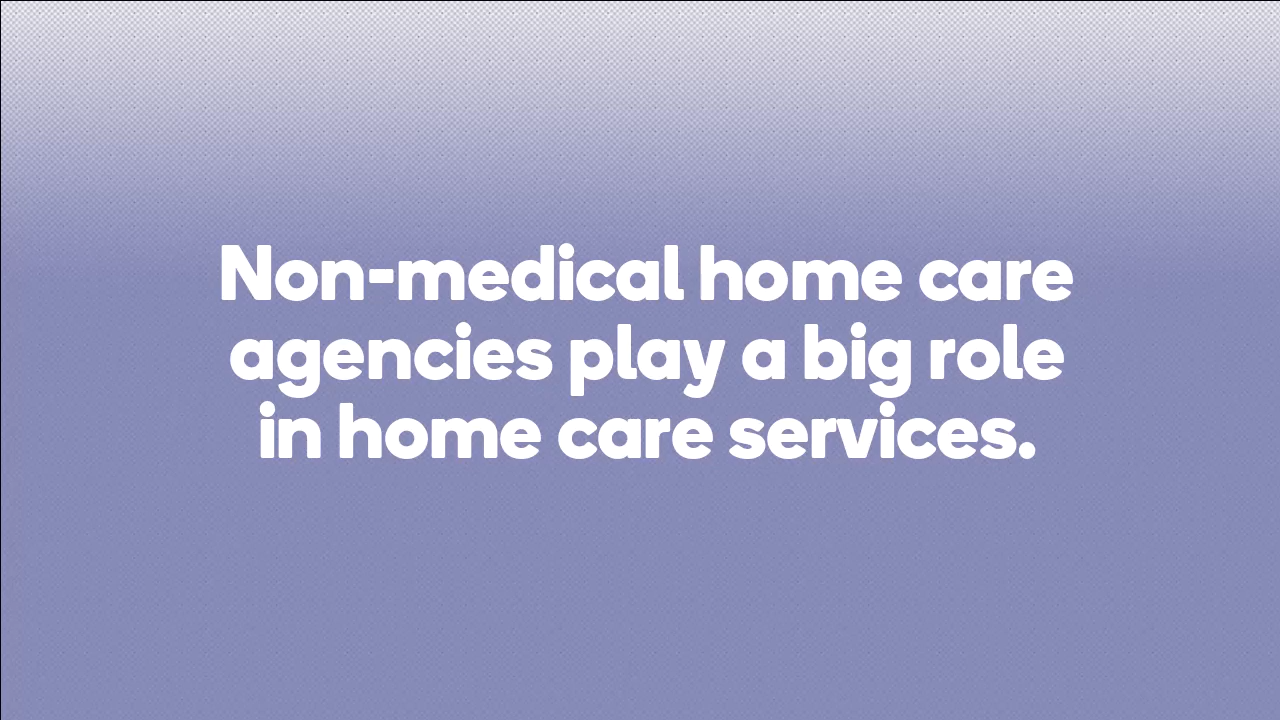 Non-medical home care
agencies play a big role
in home care services.